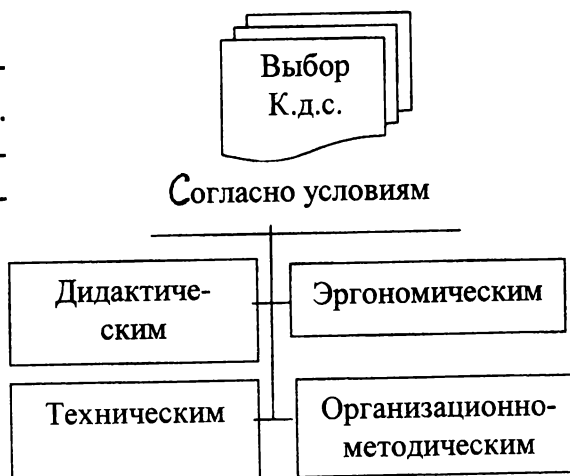 Выбор
К.д.с.
Согласно условиям
Дидактиче-
ским
Эргономическим
Техническим
Организационно-
методическим